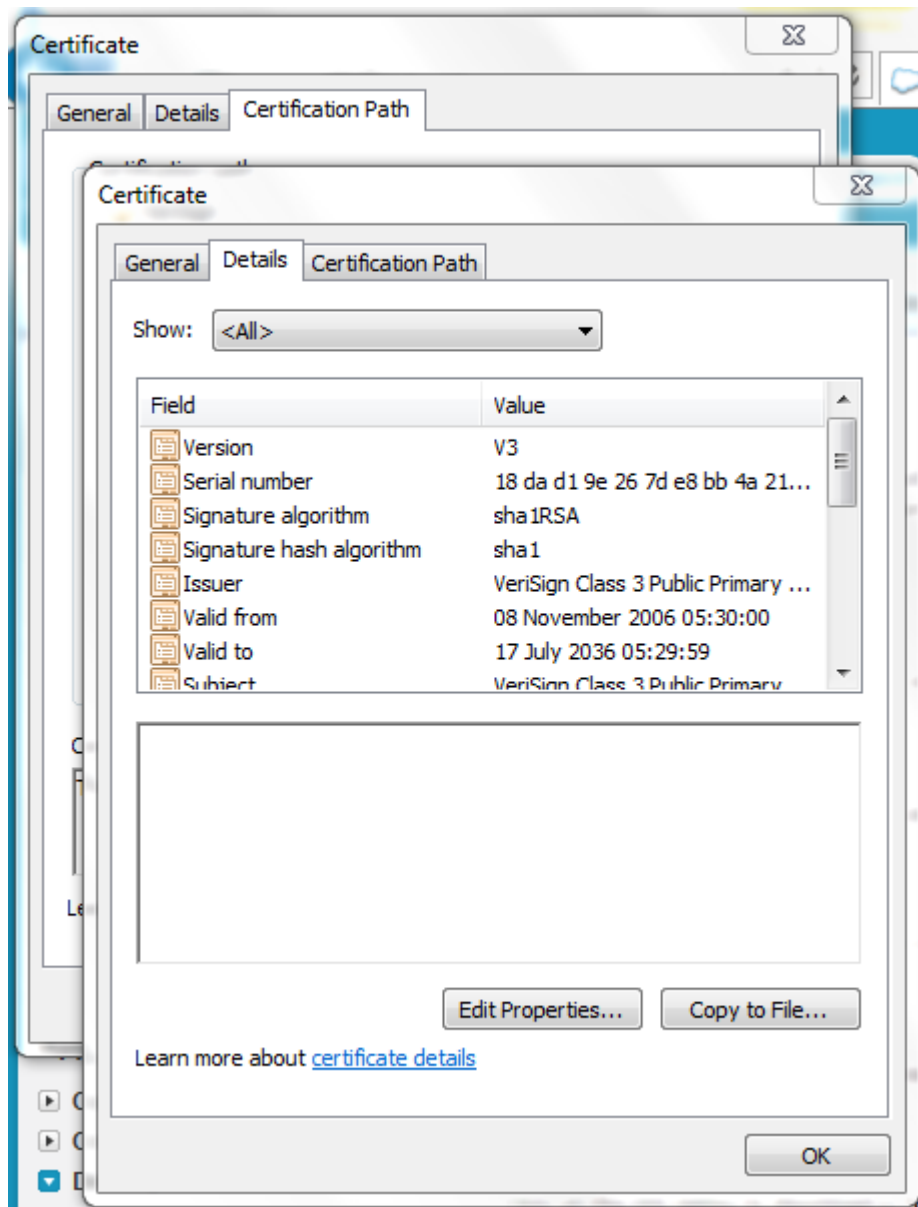 Certificate
General Details Certification Path
Certificate
General Details Certification Path
Show: <All>
Field Value
Version V3
Serial number 18 da d1 9e 26 7d e8 bb 4a 21...
Signature algorithm sha1RSA
Signature hash algorithm sha1
Issuer VeriSign Class 3 Public Primary ...
Valid from 08 November 2006 05:30:00
Valid to 17 July 2036 05:29:59
Subject VeriSign Class 3 Public Primary
Edit Properties... Copy to File...
Learn more about certificate details
OK